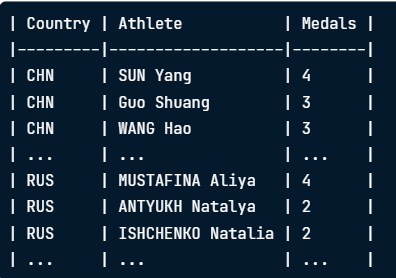 | Country | Athlete           | Medals |
|---------|-------------------|--------|
| CHN     | SUN Yang          | 4      |
| CHN     | Guo Shuang        | 3      |
| CHN     | WANG Hao          | 3      |
| ...     | ...               | ...    |
| RUS     | MUSTAFINA Aliya   | 4      |
| RUS     | ANTYUKH Natalya   | 2      |
| RUS     | ISHCHENKO Natalia | 2      |
| ...     | ...               | ...    |